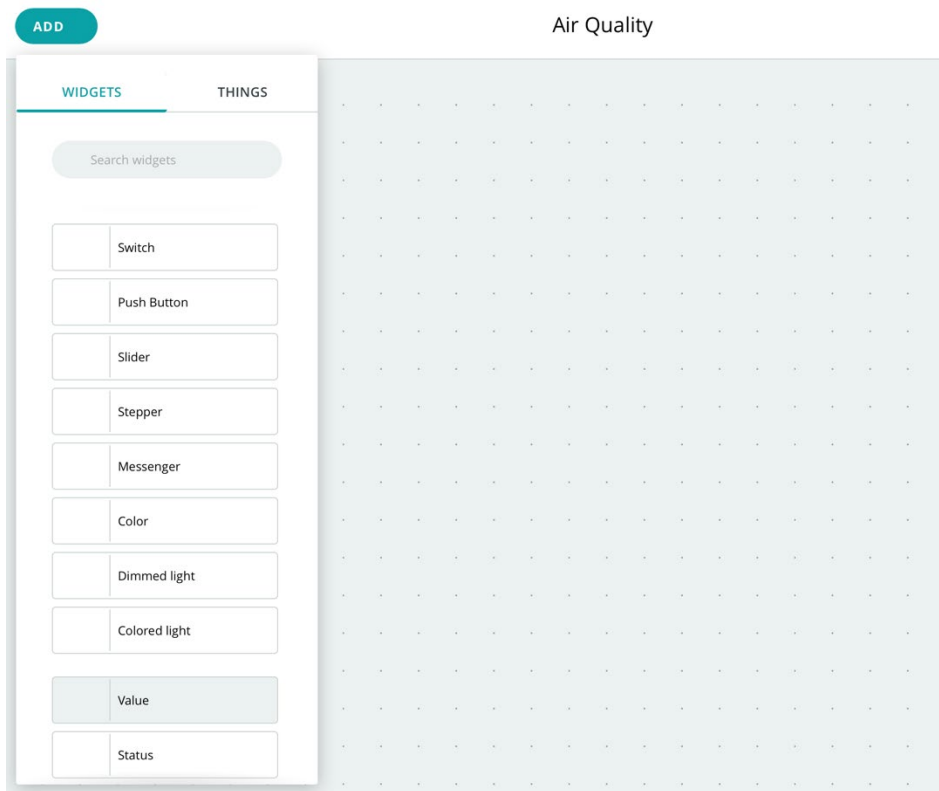 ADD
Air Quality
WIDGETS
THINGS
Search widgets
Switch
Push Button
Slider
Stepper
Messenger
Color
Dimmed light
Colored light
Value
Status